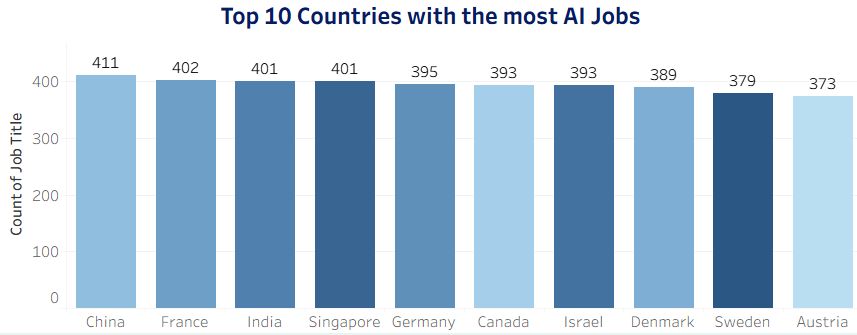 Top 10 Countries with the most AI Jobs
Count of Job Title
400
300
200
100
0
411
402
401
401
395
393
393
389
379
373
China
France
India
Singapore
Germany
Canada
Israel
Denmark
Sweden
Austria